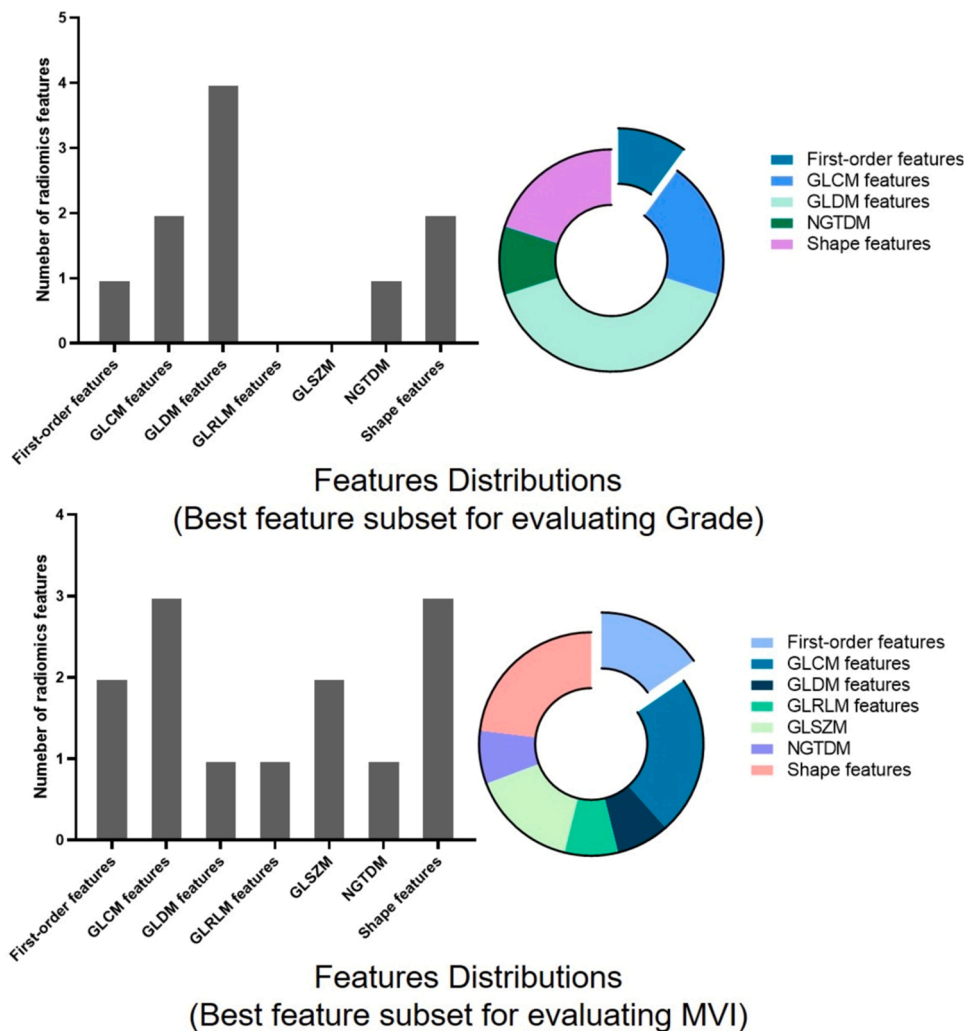 5
4
3
2
1
0
Numeber of radiomics features
First-order features
GLCM features
GLDM features
GLRLM features
GLSZM
NGTDM
Shape features
First-order features
GLCM features
GLDM features
NGTDM
Shape features
Features Distributions
(Best feature subset for evaluating Grade)
4
3
2
1
0
Numeber of radiomics features
First-order features
GLCM features
GLDM features
GLRLM features
GLSZM
NGTDM
Shape features
First-order features
GLCM features
GLDM features
GLRLM features
GLSZM
NGTDM
Shape features
Features Distributions
(Best feature subset for evaluating MVI)